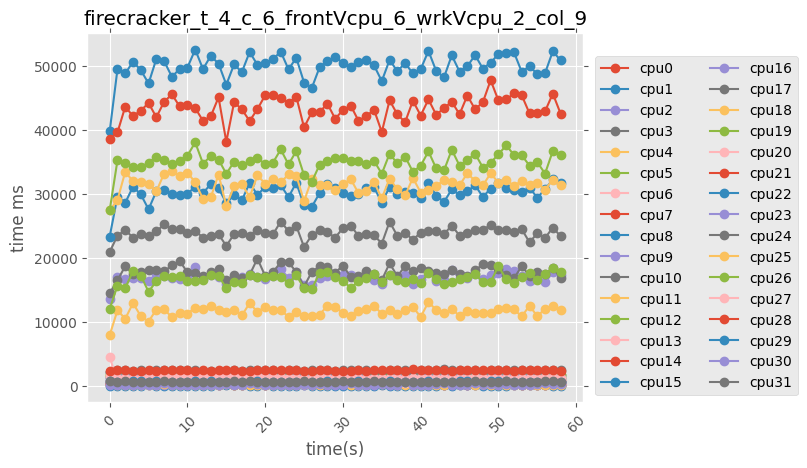 firecracker_t_4_c_6_frontVcpu_6_wrkVcpu_2_col_9
time ms
50000
40000
30000
20000
10000
0
0
10
20
30
40
50
60
time(s)
cpu0
cpu1
cpu2
cpu3
cpu4
cpu5
cpu6
cpu7
cpu8
cpu9
cpu10
cpu11
cpu12
cpu13
cpu14
cpu15
cpu16
cpu17
cpu18
cpu19
cpu20
cpu21
cpu22
cpu23
cpu24
cpu25
cpu26
cpu27
cpu28
cpu29
cpu30
cpu31